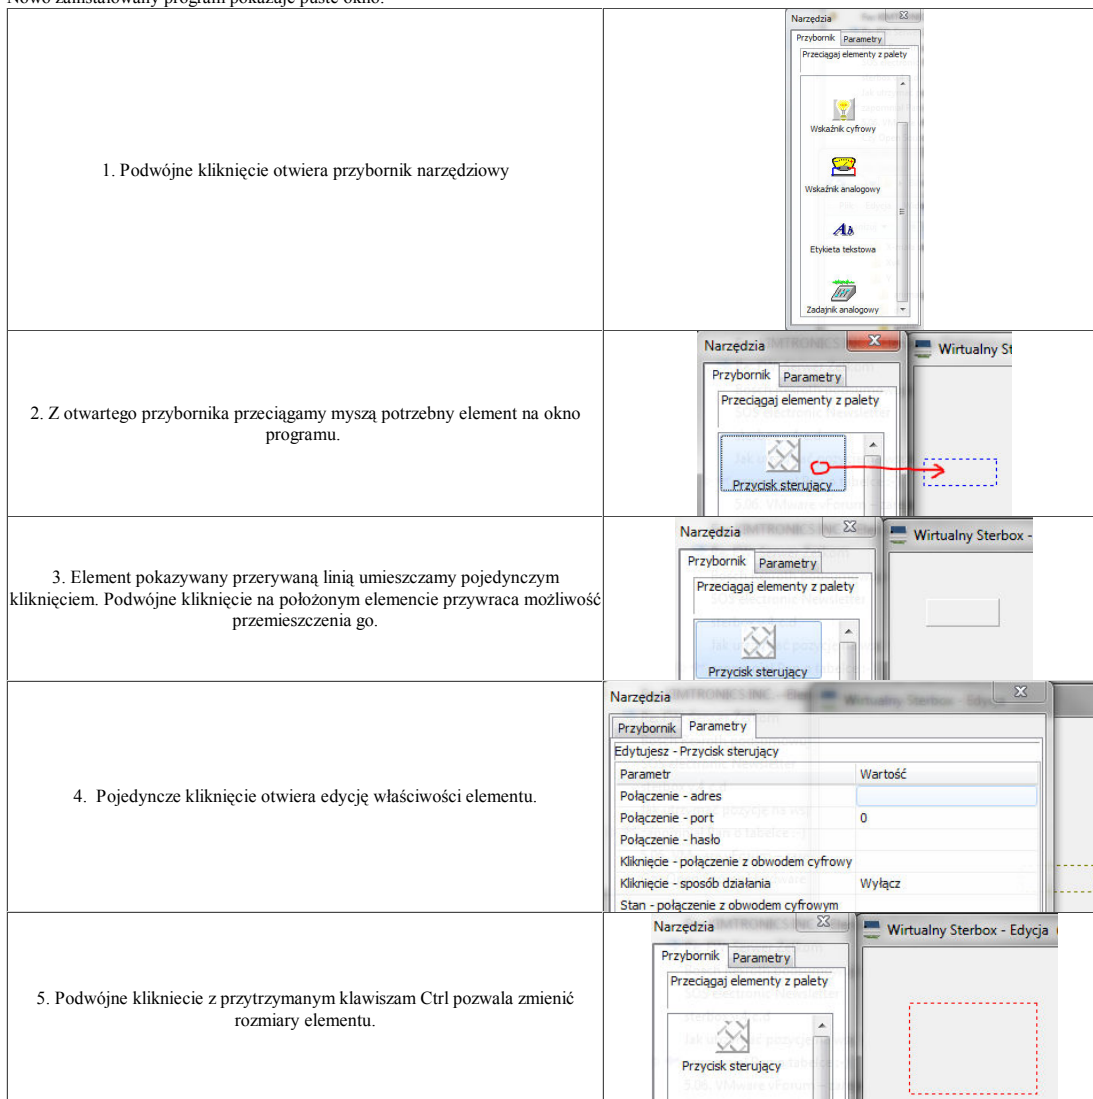 Nowo zainstalowany program pokazuje puste okno.
1. Podwójne kliknięcie otwiera przybornik narzędziowy
Narzędzia
Przybornik Parametry
Przeciągaj elementy z palety
Wskaźnik cyfrowy
Wskaźnik analogowy
Etykieta tekstowa
Zadajnik analogowy
2. Z otwartego przybornika przeciągamy myszą potrzebny element na okno
programu.
Narzędzia
Wirtualny St
Przybornik Parametry
Przeciągaj elementy z palety
Przycisk sterujący
3. Element pokazywany przerywaną linią umieszczamy pojedynczym
kliknięciem. Podwójne kliknięcie na położonym elemencie przywraca możliwość
przemieszczenia go.
Narzędzia
Wirtualny Sterbox -
Przybornik Parametry
Przeciągaj elementy z palety
Przycisk sterujący
4. Pojedyncze kliknięcie otwiera edycję właściwości elementu.
Narzędzia
Przybornik Parametry
Edytujesz - Przycisk sterujący
Parametr Wartość
Połączenie - adres
Połączenie - port 0
Połączenie - hasło
Kliknięcie - połączenie z obwodem cyfrowy
Kliknięcie - sposób działania Wyłącz
Stan - połączenie z obwodem cyfrowym
5. Podwójne klikniecie z przytrzymanym klawiszam Ctrl pozwala zmienić
rozmiary elementu.
Narzędzia
Wirtualny Sterbox - Edycja
Przybornik Parametry
Przeciągaj elementy z palety
Przycisk sterujący